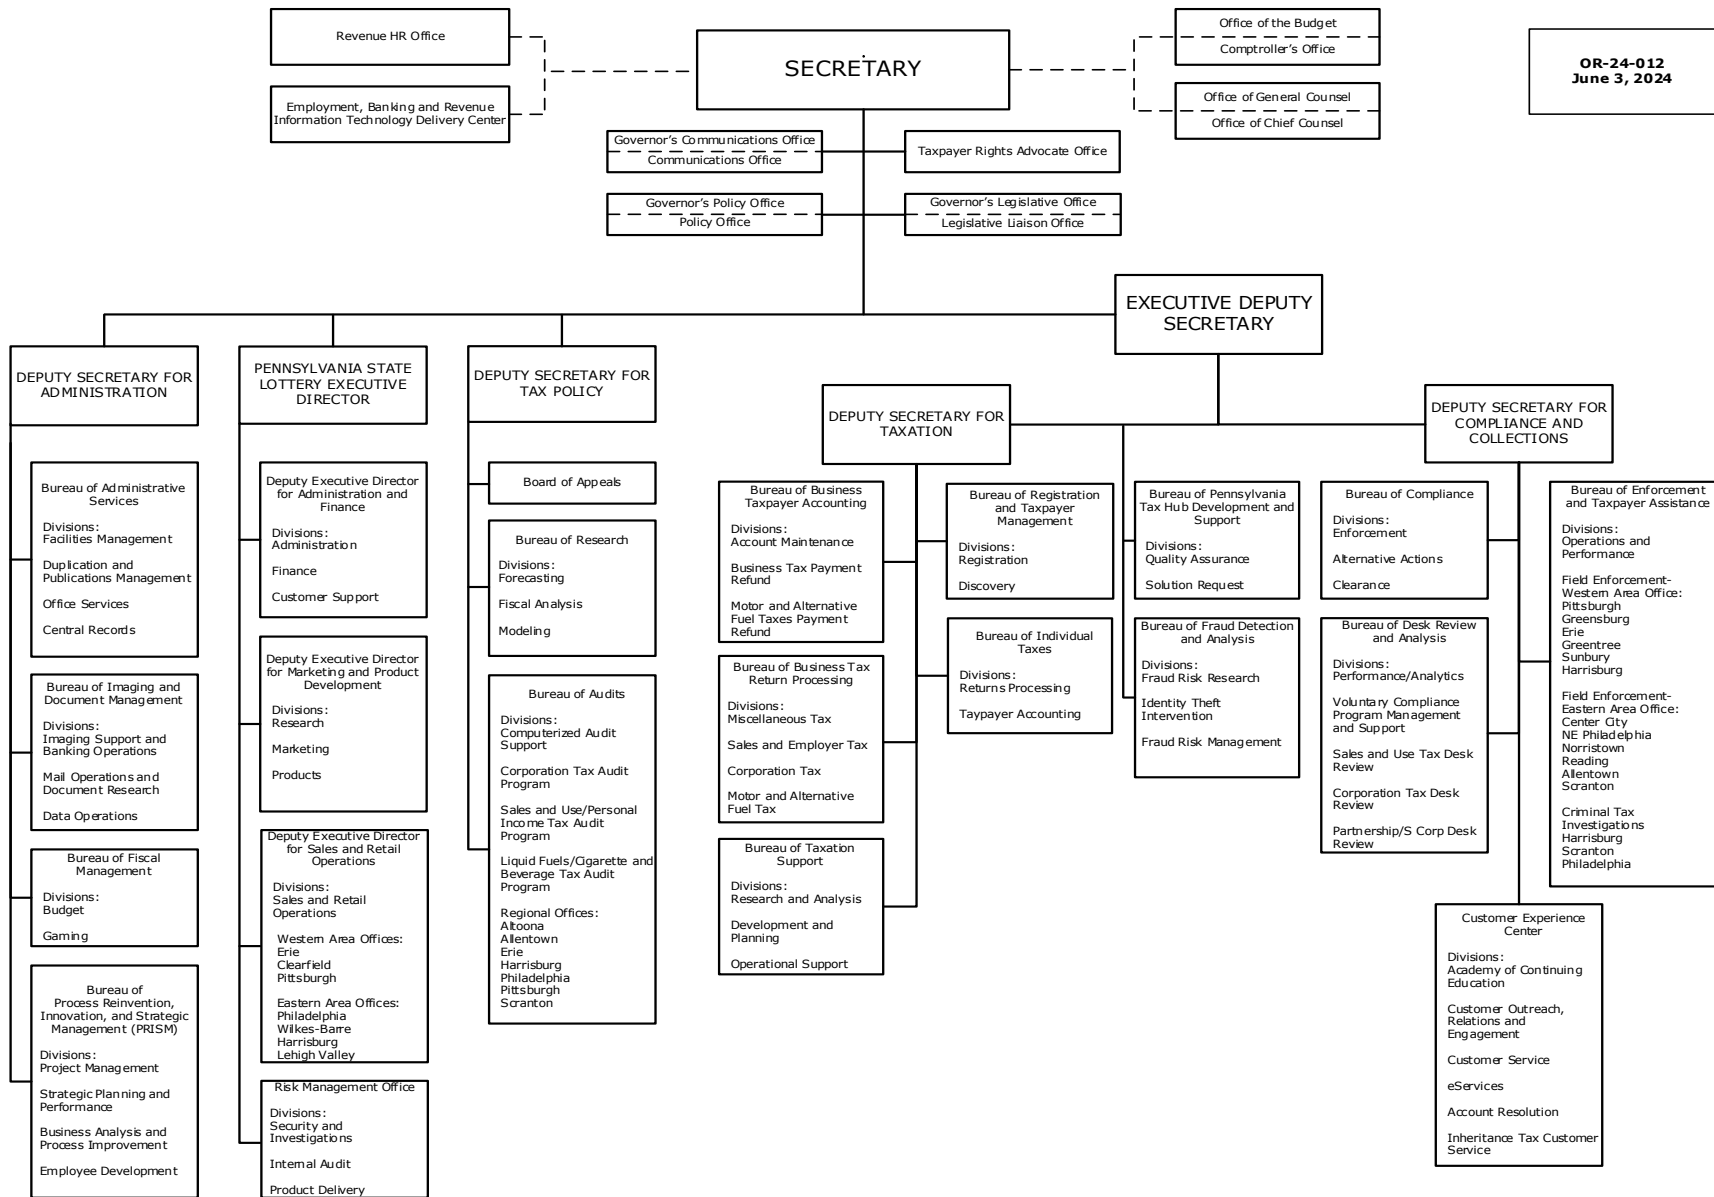 Revenue HR Office
Employment, Banking and Revenue
Information Technology Delivery Center
SECRETARY
Office of the Budget
Comptroller's Office
Office of General Counsel
Office of Chief Counsel
OR-24-012
June 3, 2024
Governor's Communications Office
Communications Office
Taxpayer Rights Advocate Office
Governor's Policy Office
Policy Office
Governor's Legislative Office
Legislative Liaison Office
EXECUTIVE DEPUTY
SECRETARY
DEPUTY SECRETARY FOR
ADMINISTRATION
Bureau of Administrative
Services
Divisions:
Facilities Management
Duplication and
Publications Management
Office Services
Central Records
Bureau of Imaging and
Document Management
Divisions:
Imaging Support and
Banking Operations
Mail Operations and
Document Research
Data Operations
Bureau of Fiscal
Management
Divisions:
Budget
Gaming
Bureau of
Process Reinvention,
Innovation, and Strategic
Management (PRISM)
Divisions:
Project Management
Strategic Planning and
Performance
Business Analysis and
Process Improvement
Employee Development
PENNSYLVANIA STATE
LOTTERY EXECUTIVE
DIRECTOR
Deputy Executive Director
for Administration and
Finance
Divisions:
Administration
Finance
Customer Support
Deputy Executive Director
for Marketing and Product
Development
Divisions:
Research
Marketing
Products
Deputy Executive Director
for Sales and Retail
Operations
Divisions:
Sales and Retail
Operations
Western Area Offices:
Erie
Clearfield
Pittsburgh
Eastern Area Offices:
Philadelphia
Wilkes-Barre
Harrisburg
Lehigh Valley
Risk Management Office
Divisions:
Security and
Investigations
Internal Audit
Product Delivery
DEPUTY SECRETARY FOR
TAX POLICY
Board of Appeals
Bureau of Research
Divisions:
Forecasting
Fiscal Analysis
Modeling
Bureau of Audits
Divisions:
Computerized Audit
Support
Corporation Tax Audit
Program
Sales and Use/Personal
Income Tax Audit
Program
Liquid Fuels/Cigarette and
Beverage Tax Audit
Program
Regional Offices:
Altoona
Allentown
Erie
Harrisburg
Philadelphia
Pittsburgh
Scranton
DEPUTY SECRETARY FOR
TAXATION
Bureau of Business
Taxpayer Accounting
Divisions:
Account Maintenance
Business Tax Payment
Refund
Motor and Alternative
Fuel Taxes Payment
Refund
Bureau of Business Tax
Return Processing
Divisions:
Miscellaneous Tax
Sales and Employer Tax
Corporation Tax
Motor and Alternative
Fuel Tax
Bureau of Taxation
Support
Divisions:
Research and Analysis
Development and
Planning
Operational Support
Bureau of Registration
and Taxpayer
Management
Divisions:
Registration
Discovery
Bureau of Individual
Taxes
Divisions:
Returns Processing
Taypayer Accounting
Bureau of Pennsylvania
Tax Hub Development and
Support
Divisions:
Quality Assurance
Solution Request
Bureau of Fraud Detection
and Analysis
Divisions:
Fraud Risk Research
Identity Theft
Intervention
Fraud Risk Management
DEPUTY SECRETARY FOR
COMPLIANCE AND
COLLECTIONS
Bureau of Compliance
Divisions:
Enforcement
Alternative Actions
Clearance
Bureau of Desk Review
and Analysis
Divisions:
Performance/Analytics
Voluntary Compliance
Program Management
and Support
Sales and Use Tax Desk
Review
Corporation Tax Desk
Review
Partnership/S Corp Desk
Review
Bureau of Enforcement
and Taxpayer Assistance
Divisions:
Operations and
Performance
Field Enforcement-
Western Area Office:
Pittsburgh
Greensburg
Erie
Greentree
Sunbury
Harrisburg
Field Enforcement-
Eastern Area Office:
Center City
NE Philadelphia
Norristown
Reading
Allentown
Scranton
Criminal Tax
Investigations
Harrisburg
Scranton
Philadelphia
Customer Experience
Center
Divisions:
Academy of Continuing
Education
Customer Outreach,
Relations and
Engagement
Customer Service
eServices
Account Resolution
Inheritance Tax Customer
Service